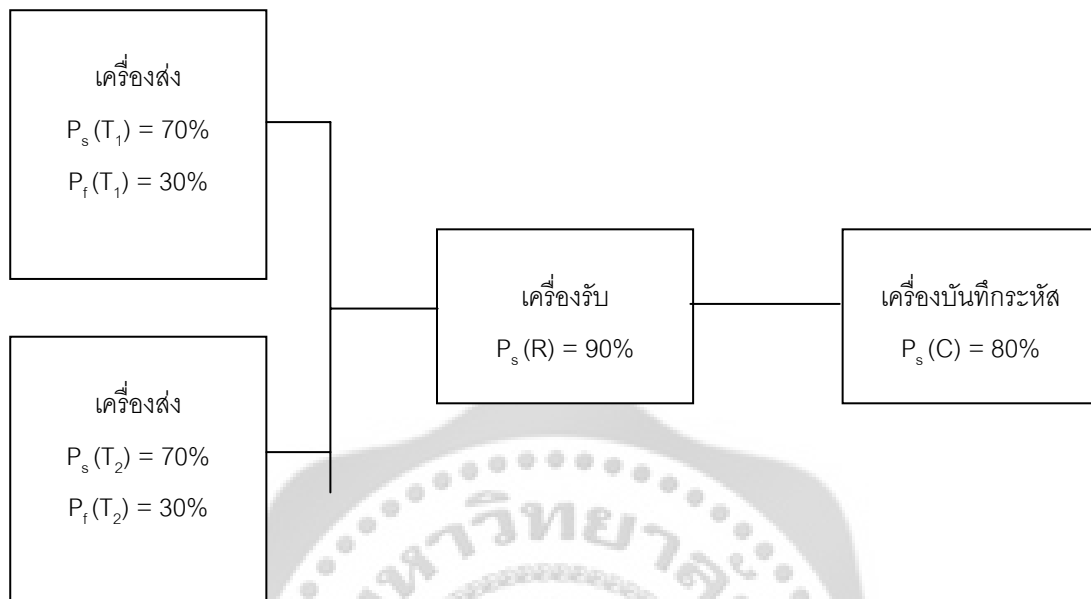 เครื่องส่ง
Pₛ(T₁) = 70%
P_f(T₁) = 30%
เครื่องรับ
Pₛ(R) = 90%
เครื่องบันทึกระหัส
Pₛ(C) = 80%
เครื่องส่ง
Pₛ(T₂) = 70%
P_f(T₂) = 30%